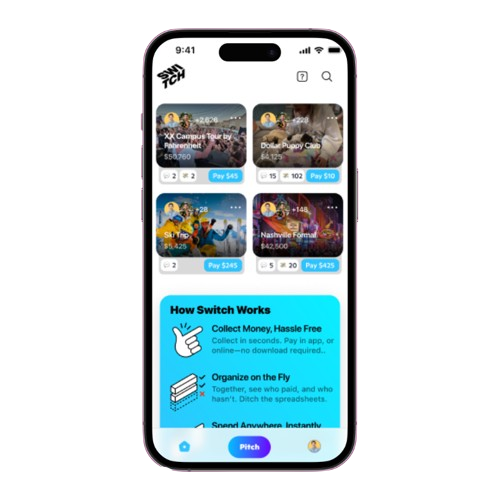 9:41
SWI
TCH
?
+2,626
XX Campus Tour by
Fahrenheit
$50,760
2 2 Pay $45
+229
Dollar Puppy Club
$4,125
15 102 Pay $10
+28
Ski Trip
$5,425
2 Pay $245
+148
Nashville Formal
$42,500
5 20 Pay $425
How Switch Works
Collect Money, Hassle Free
Collect in seconds. Pay in app, or
online—no download required..
Organize on the Fly
Together, see who paid, and who
hasn't. Ditch the spreadsheets.
Spend Anywhere, Instantly
Pitch